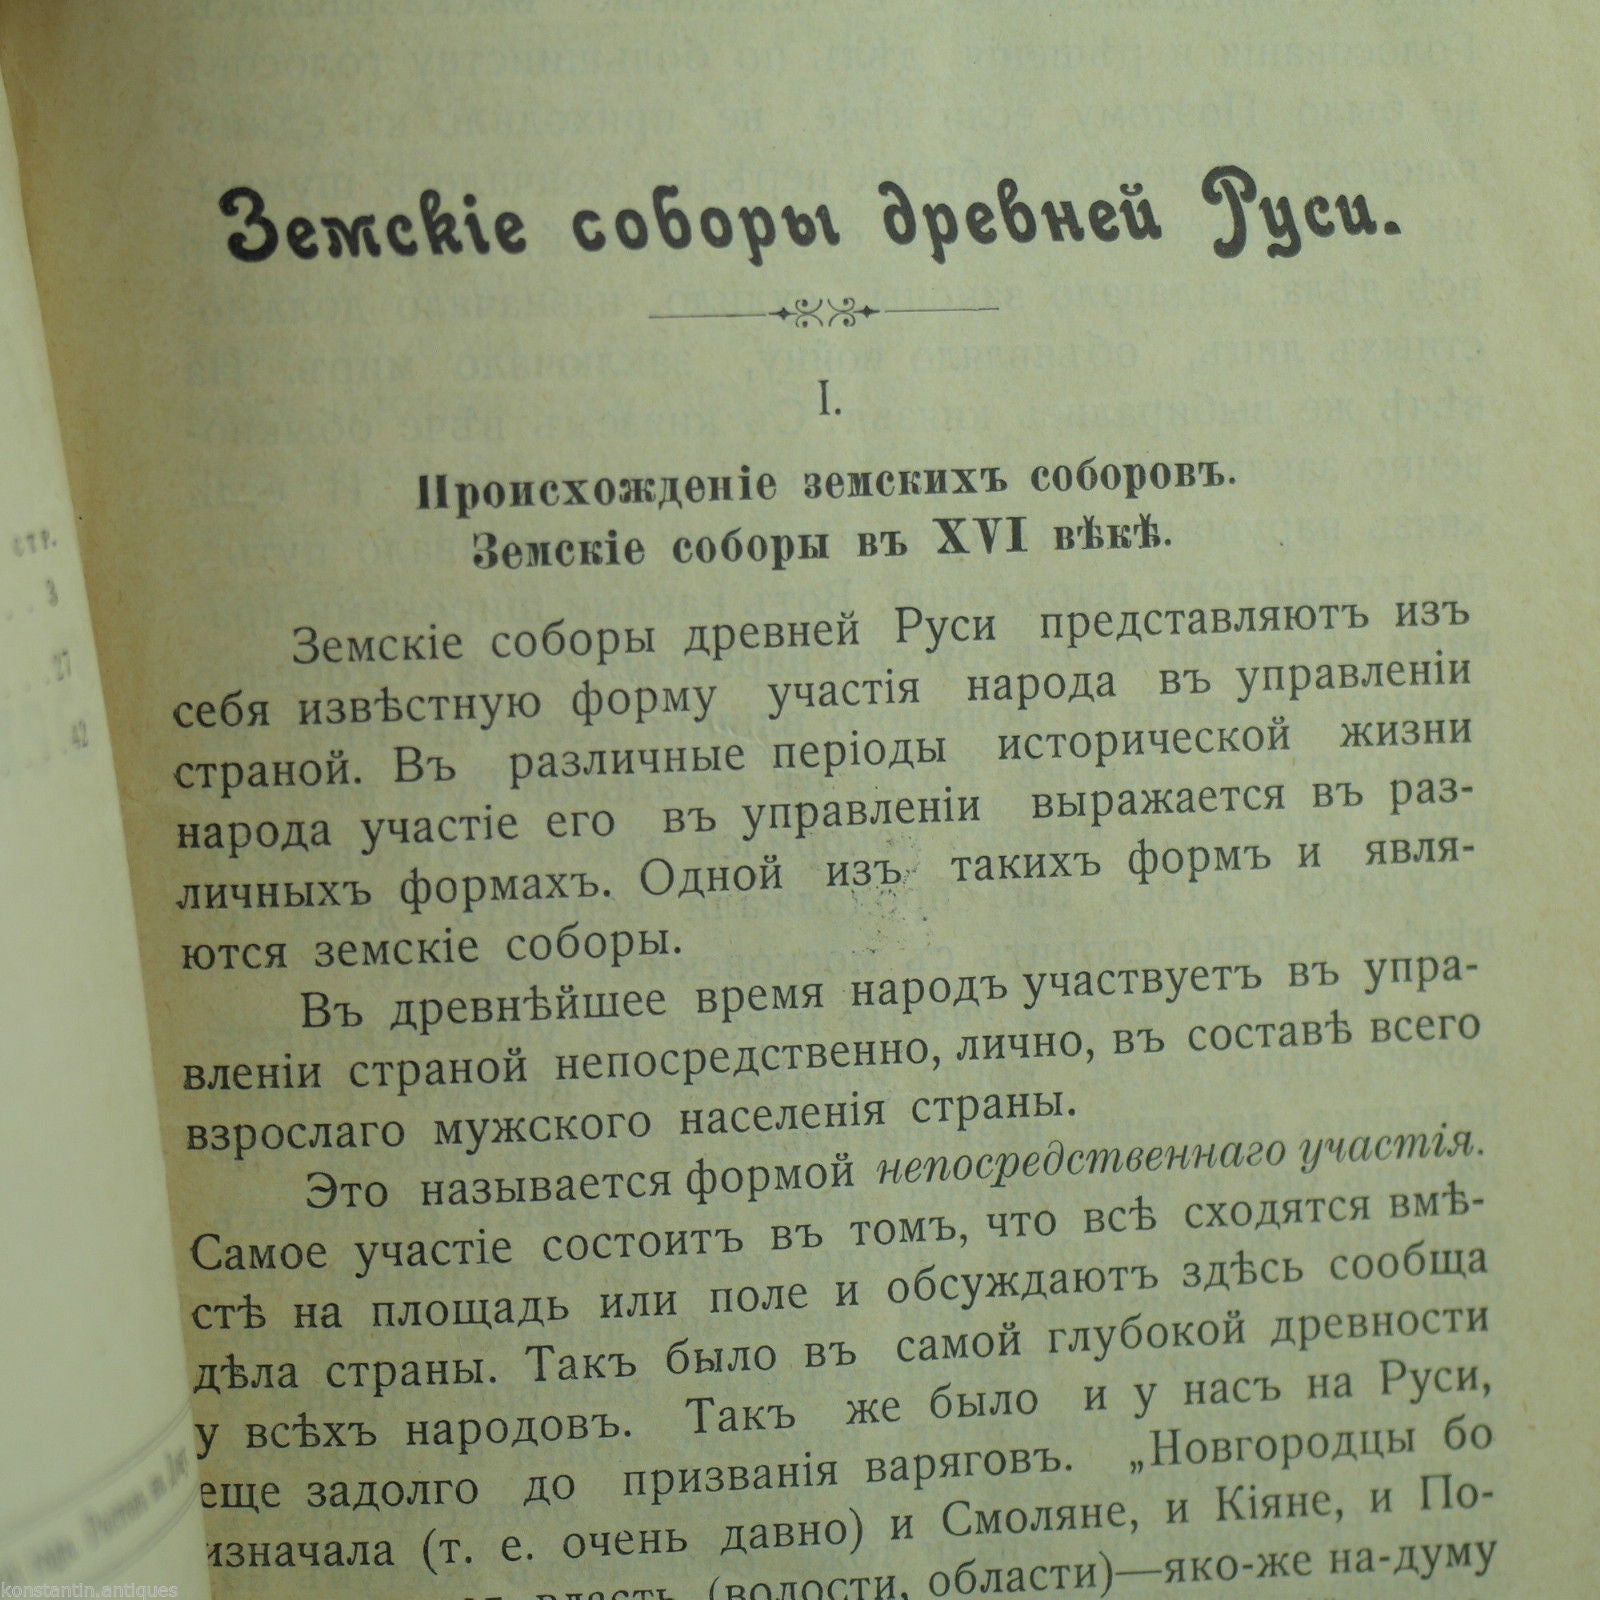 Земскіе соборы древней Руси.
I.
Происхожденіе земскихъ соборовъ.
Земскіе соборы въ XVI вѣкѣ.
Земскіе соборы древней Руси представляютъ изъ
себя извѣстную форму участія народа въ управленіи
страной. Въ различные періоды исторической жизни
народа участіе его въ управленіи выражается въ раз-
личныхъ формахъ. Одной изъ такихъ формъ и явля-
ются земскіе соборы.
Въ древнѣйшее время народъ участвуетъ въ упра-
вленіи страной непосредственно, лично, въ составѣ всего
взрослаго мужского населенія страны.
Это называется формой непосредственнаго участія.
Самое участіе состоитъ въ томъ, что всѣ сходятся вмѣ-
стѣ на площадь или поле и обсуждаютъ здѣсь сообща
дѣла страны. Такъ было въ самой глубокой древности
у всѣхъ народовъ. Такъ же было и у насъ на Руси,
еще задолго до призванія варяговъ. „Новгородцы бо
изначала (т. е. очень давно) и Смоляне, и Кіяне, и По-
власть (волости, области)—яко-же на-думу
стр.
3
27
42
konstantin.antiques